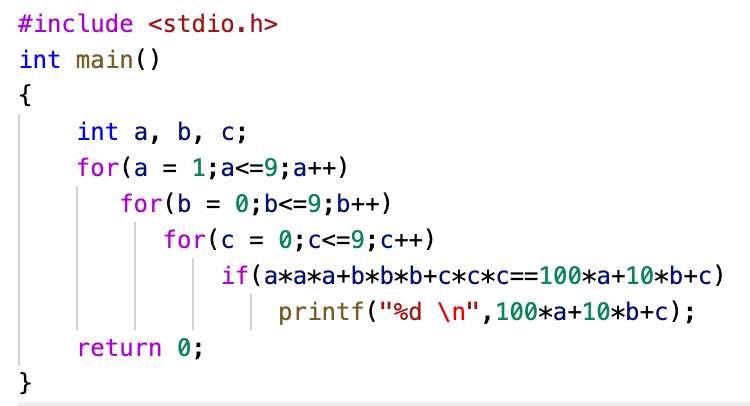 #include <stdio.h>
int main()
{
    int a, b, c;
    for(a = 1;a<=9;a++)
       for(b = 0;b<=9;b++)
          for(c = 0;c<=9;c++)
              if(a*a*a+b*b*b+c*c*c==100*a+10*b+c)
                  printf("%d \n",100*a+10*b+c);
    return 0;
}